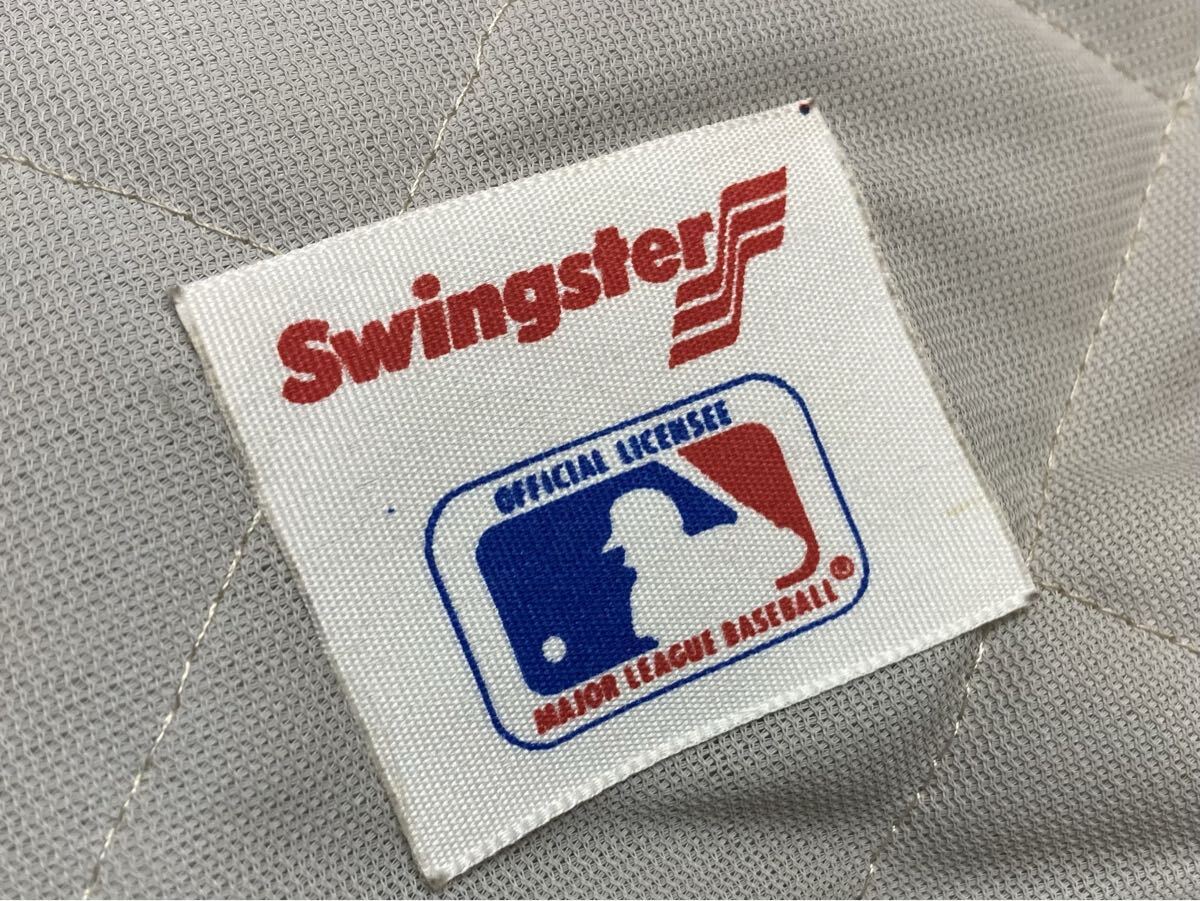 Swingster
OFFICIAL LICENSEE
MAJOR LEAGUE BASEBALL®